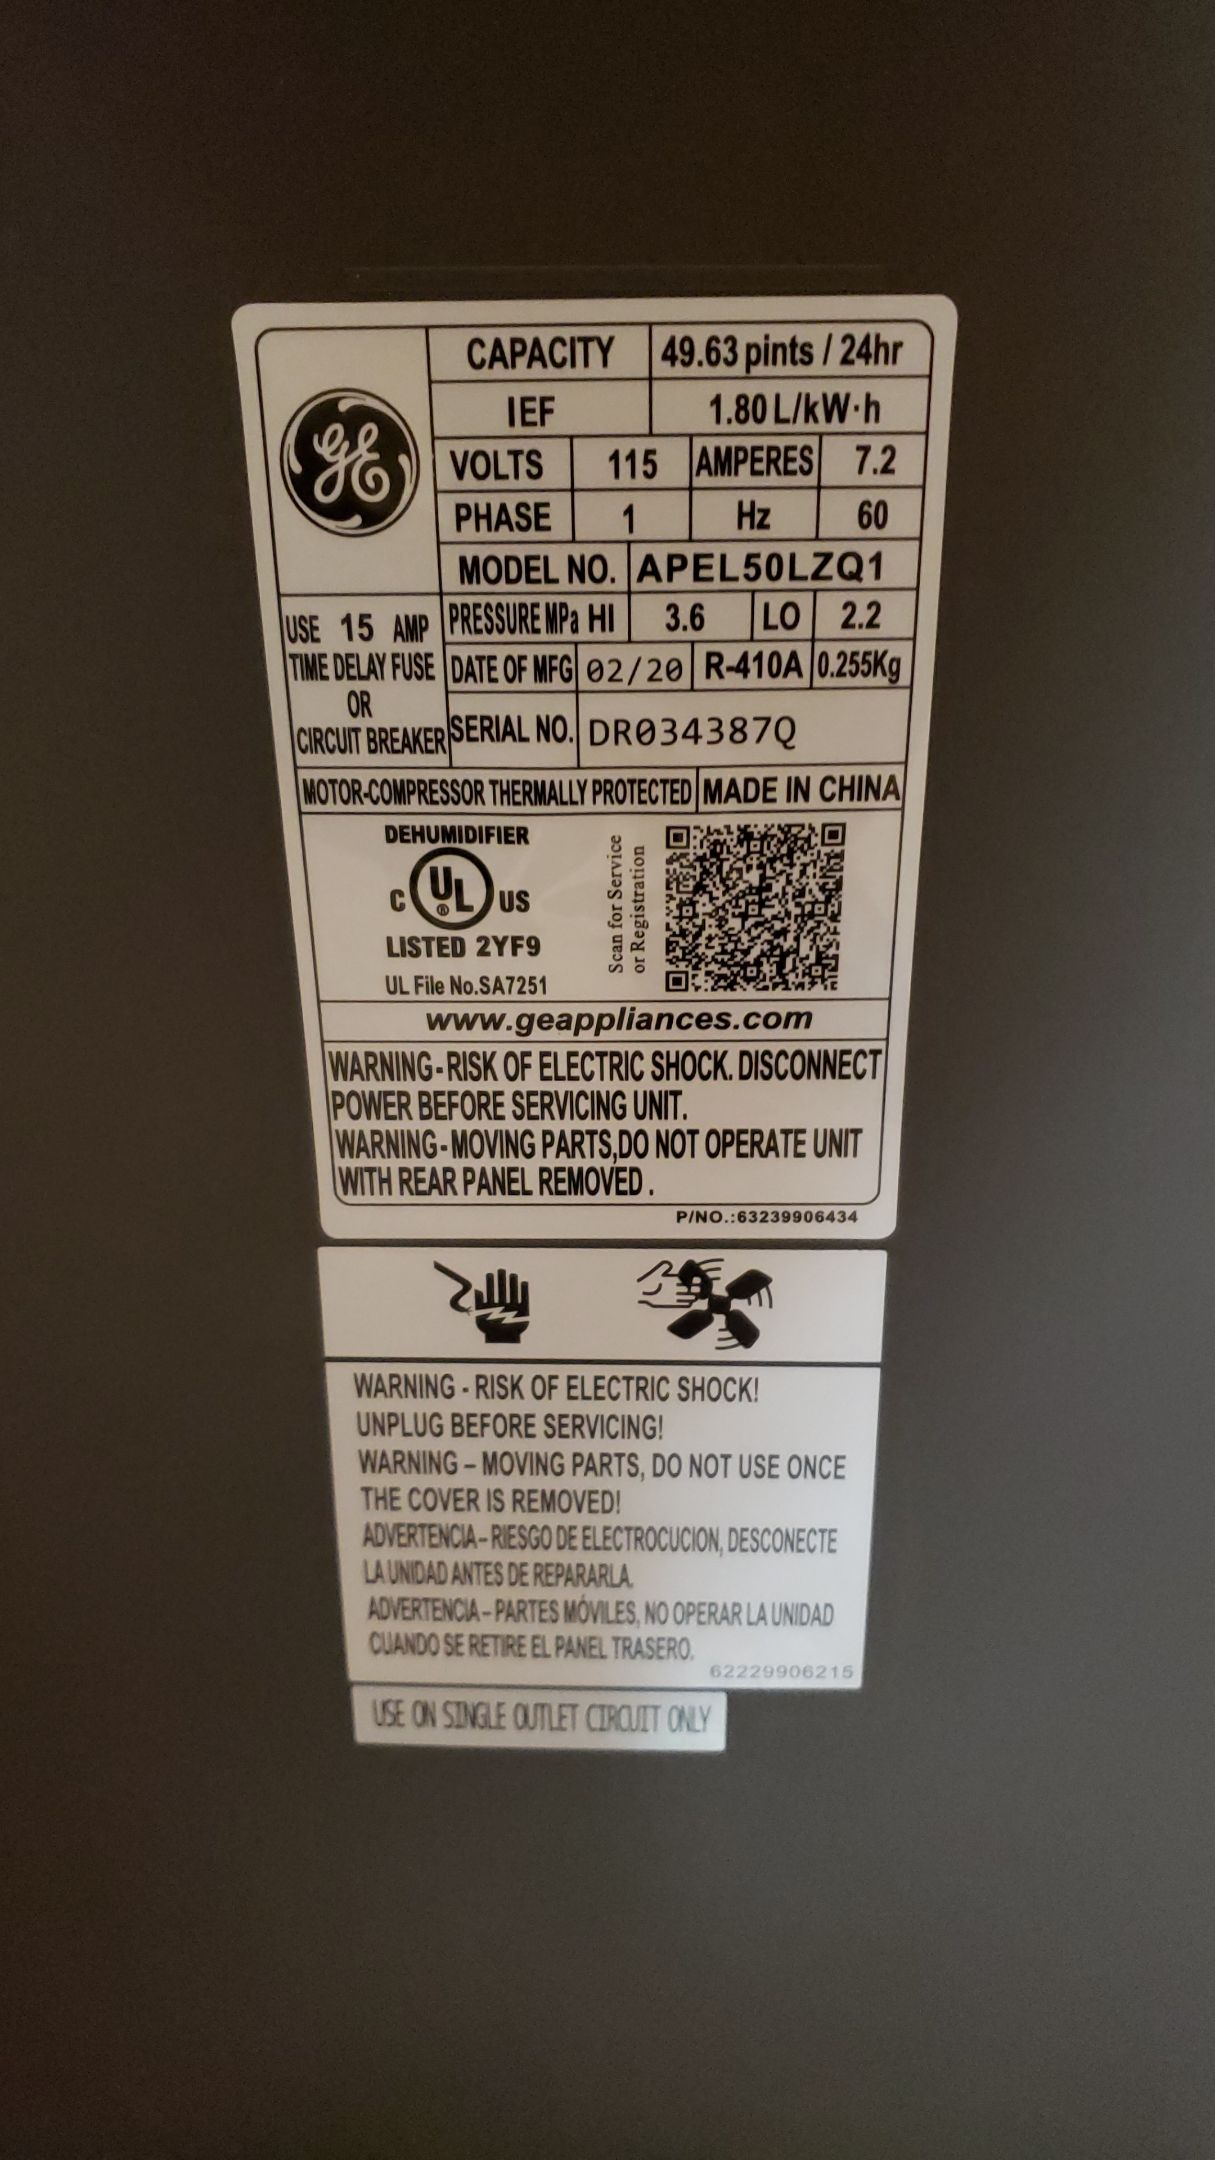 CAPACITY 49.63 pints / 24hr
GE
IEF 1.80 L/kW·h
VOLTS 115 AMPERES 7.2
PHASE 1 Hz 60
MODEL NO. APEL50LZQ1
USE 15 AMP
TIME DELAY FUSE
OR
CIRCUIT BREAKER
PRESSURE MPa HI 3.6 LO 2.2
DATE OF MFG 02/20 R-410A 0.255Kg
SERIAL NO. DR034387Q
MOTOR-COMPRESSOR THERMALLY PROTECTED MADE IN CHINA
DEHUMIDIFIER
C UL® US
LISTED 2YF9
UL File No.SA7251
Scan for Service
or Registration
www.geappliances.com
WARNING-RISK OF ELECTRIC SHOCK. DISCONNECT
POWER BEFORE SERVICING UNIT.
WARNING-MOVING PARTS,DO NOT OPERATE UNIT
WITH REAR PANEL REMOVED.
P/NO.:63239906434
WARNING - RISK OF ELECTRIC SHOCK!
UNPLUG BEFORE SERVICING!
WARNING – MOVING PARTS, DO NOT USE ONCE
THE COVER IS REMOVED!
ADVERTENCIA– RIESGO DE ELECTROCUCION, DESCONECTE
LA UNIDAD ANTES DE REPARARLA.
ADVERTENCIA – PARTES MÓVILES, NO OPERAR LA UNIDAD
CUANDO SE RETIRE EL PANEL TRASERO.
62229906215
USE ON SINGLE OUTLET CIRCUIT ONLY